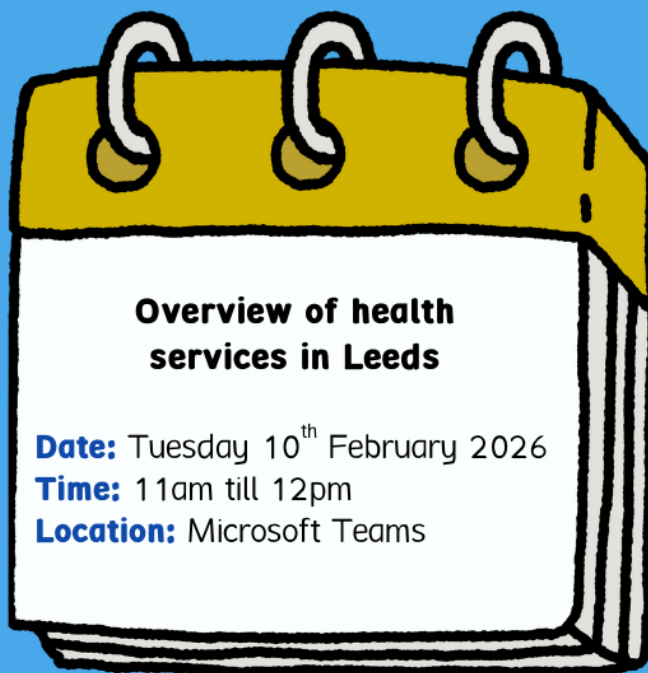 Overview of health
services in Leeds
Date: Tuesday 10th February 2026
Time: 11am till 12pm
Location: Microsoft Teams